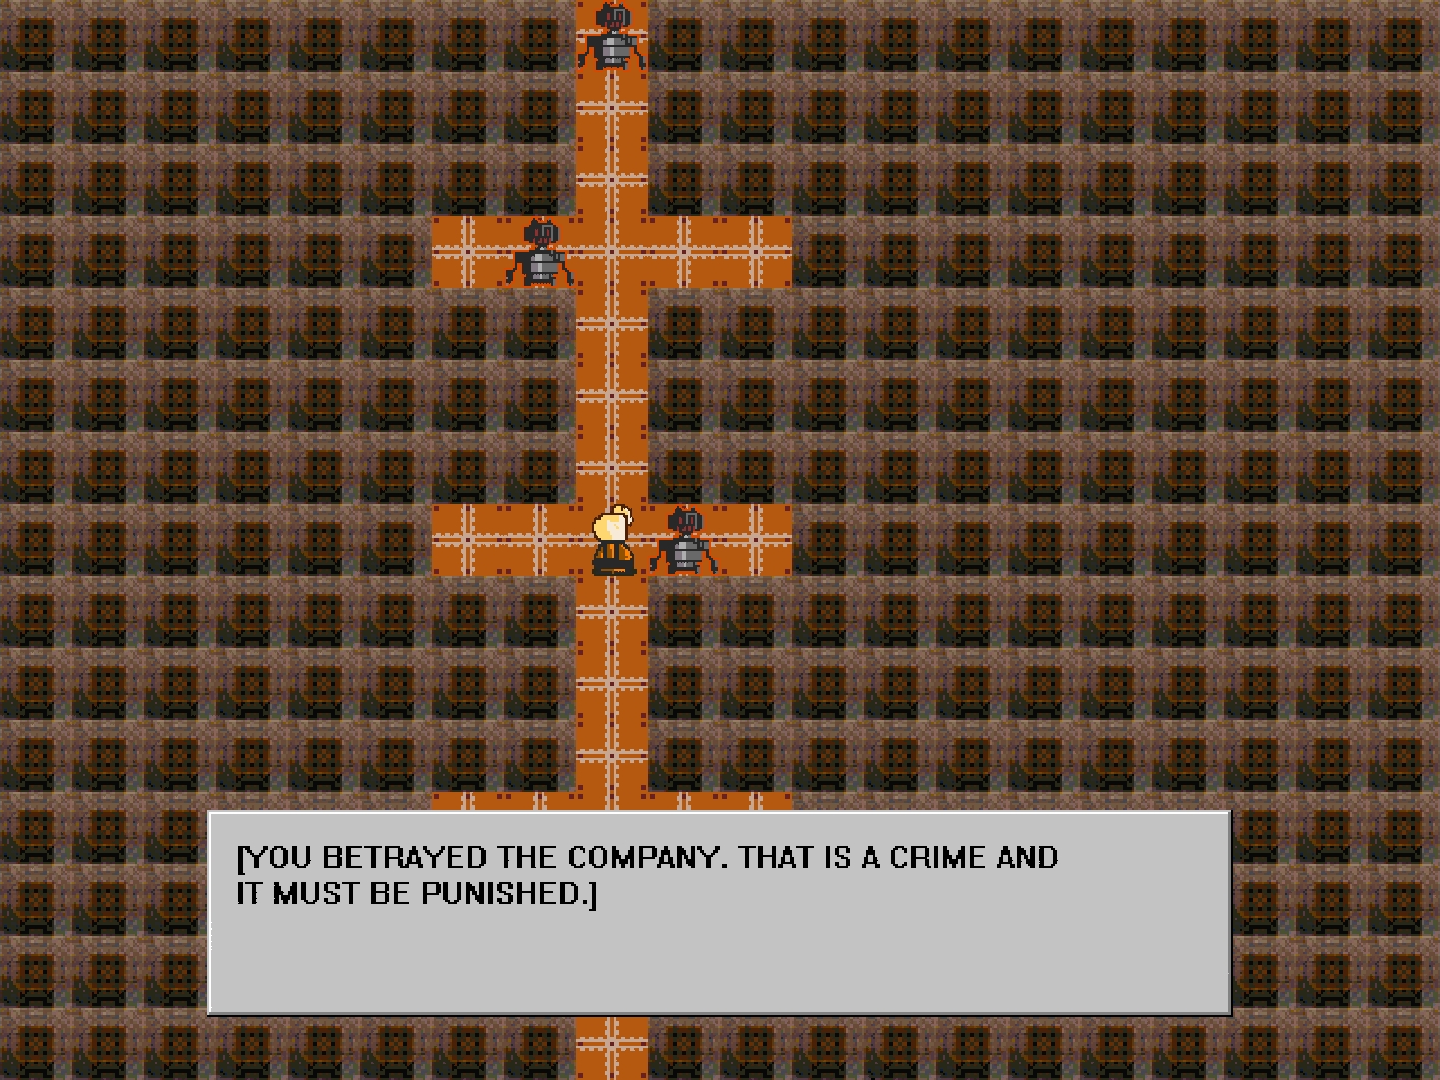 [YOU BETRAYED THE COMPANY. THAT IS A CRIME AND
IT MUST BE PUNISHED.]